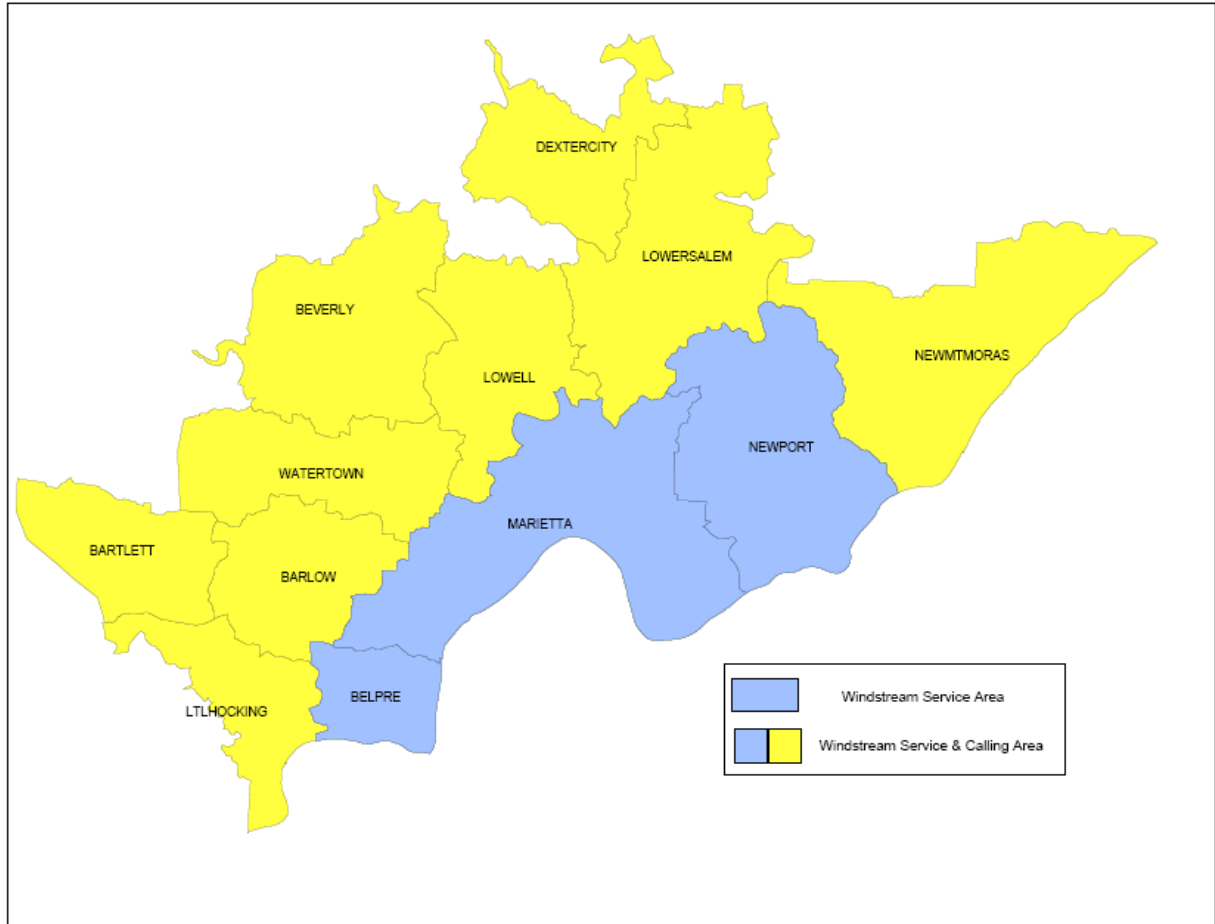 DEXTERCITY
LOWERSALEM
BEVERLY
NEWMTMORAS
LOWELL
NEWPORT
WATERTOWN
MARIETTA
BARTLETT
BARLOW
BELPRE
LTLHOCKING
Windstream Service Area
Windstream Service & Calling Area